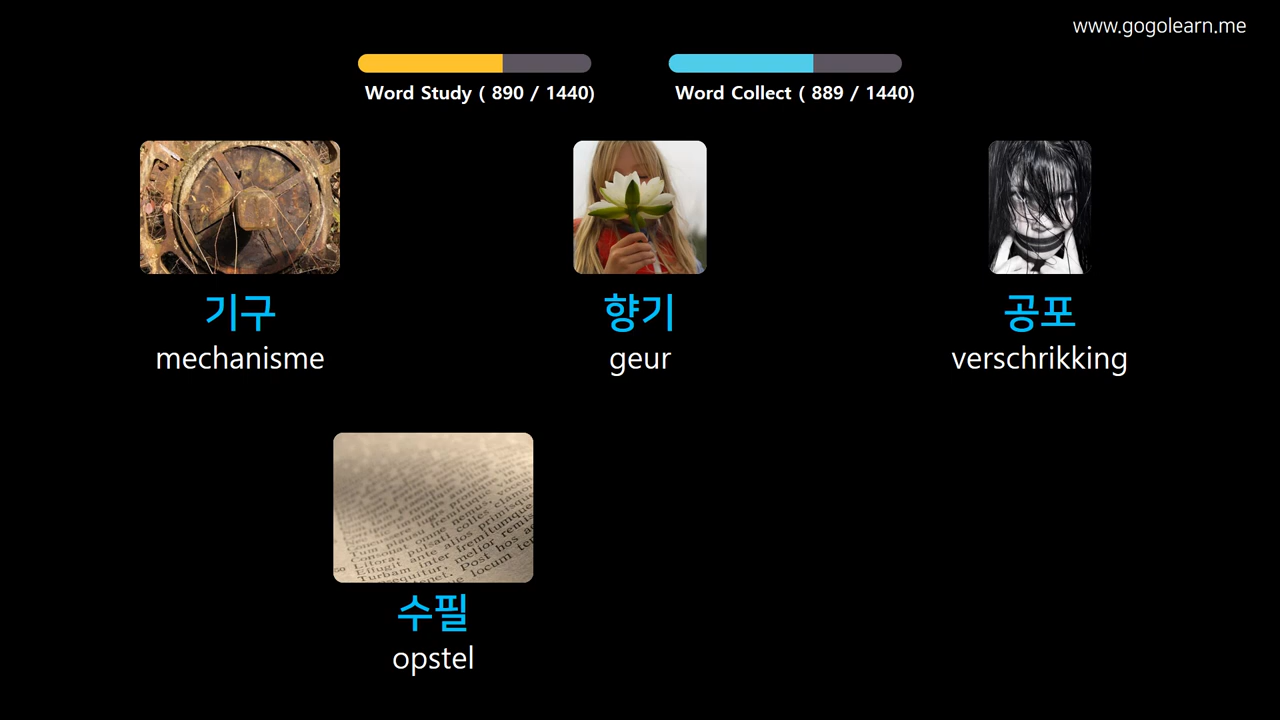 www.gogolearn.me
Word Study ( 890 / 1440)
Word Collect ( 889 / 1440)
기구
mechanisme
향기
geur
공포
verschrikking
수필
opstel